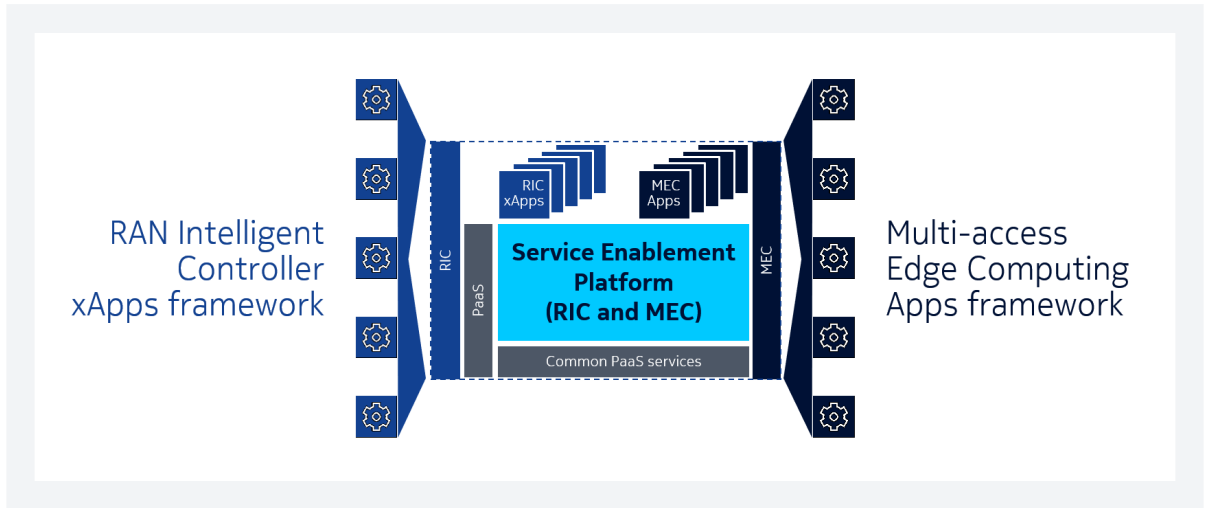 RAN Intelligent
Controller
xApps framework
RIC
PaaS
RIC
xApps
MEC
Apps
Service Enablement
Platform
(RIC and MEC)
Common PaaS services
MEC
Multi-access
Edge Computing
Apps framework